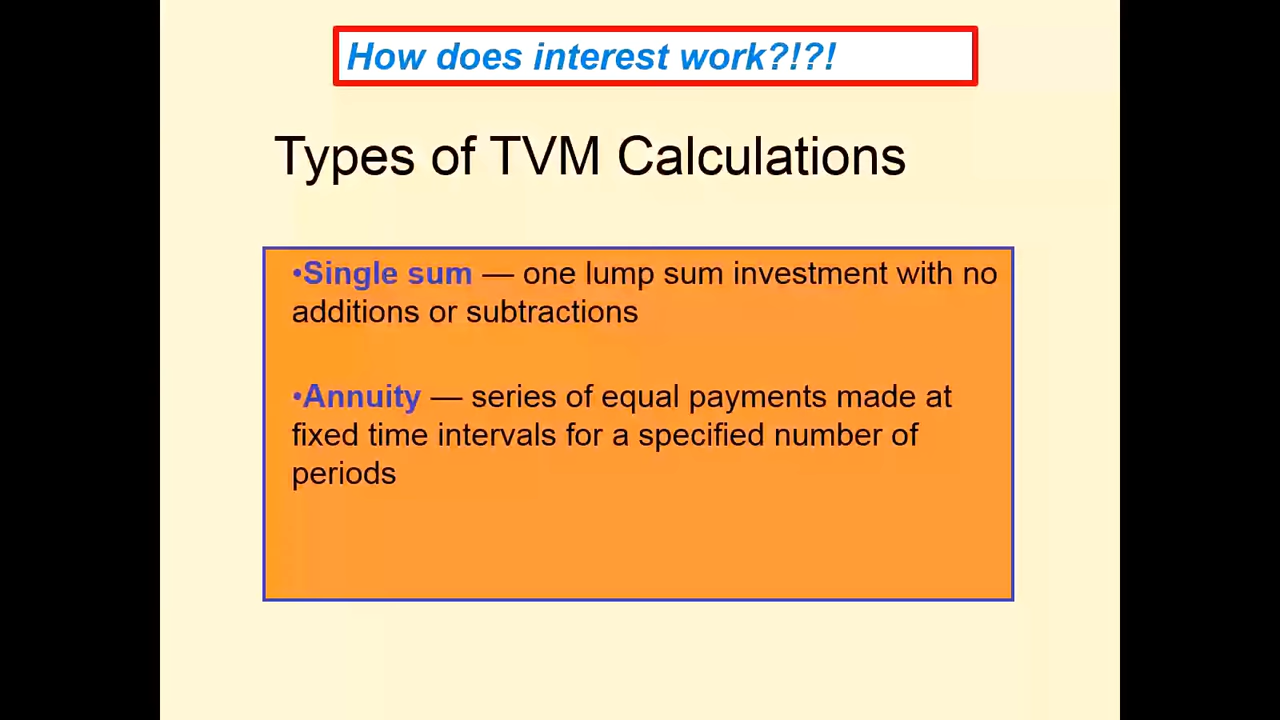 How does interest work?!?!
Types of TVM Calculations
•Single sum — one lump sum investment with no
additions or subtractions
•Annuity — series of equal payments made at
fixed time intervals for a specified number of
periods